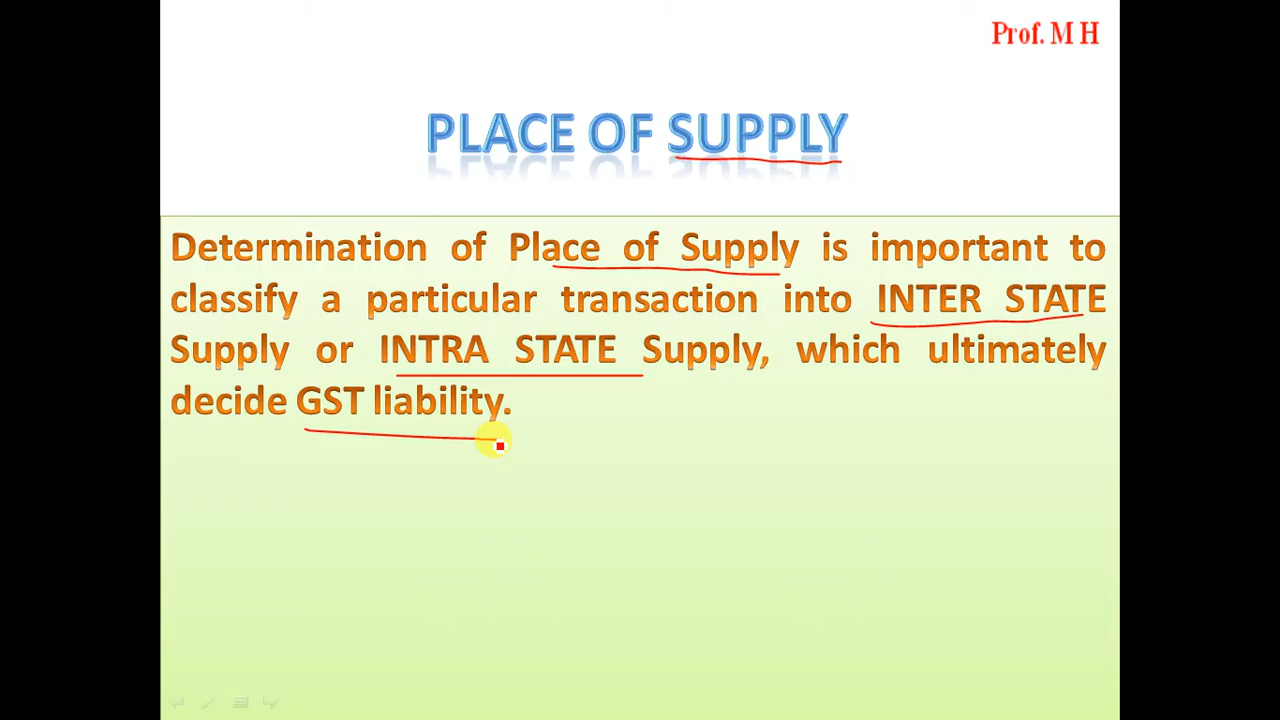 Prof. M H
PLACE OF SUPPLY
Determination of Place of Supply is important to
classify a particular transaction into INTER STATE
Supply or INTRA STATE Supply, which ultimately
decide GST liability.